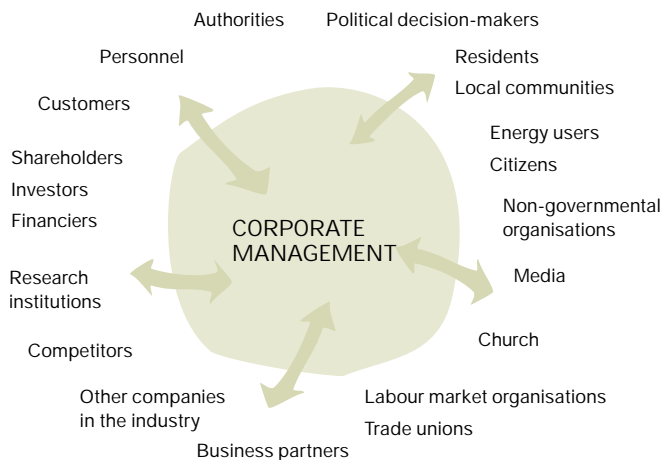 Authorities
Political decision-makers
Personnel
Residents
Local communities
Customers
Energy users
Citizens
Shareholders
Investors
Financiers
Non-governmental
organisations
CORPORATE
MANAGEMENT
Research
institutions
Media
Competitors
Church
Other companies
in the industry
Labour market organisations
Trade unions
Business partners